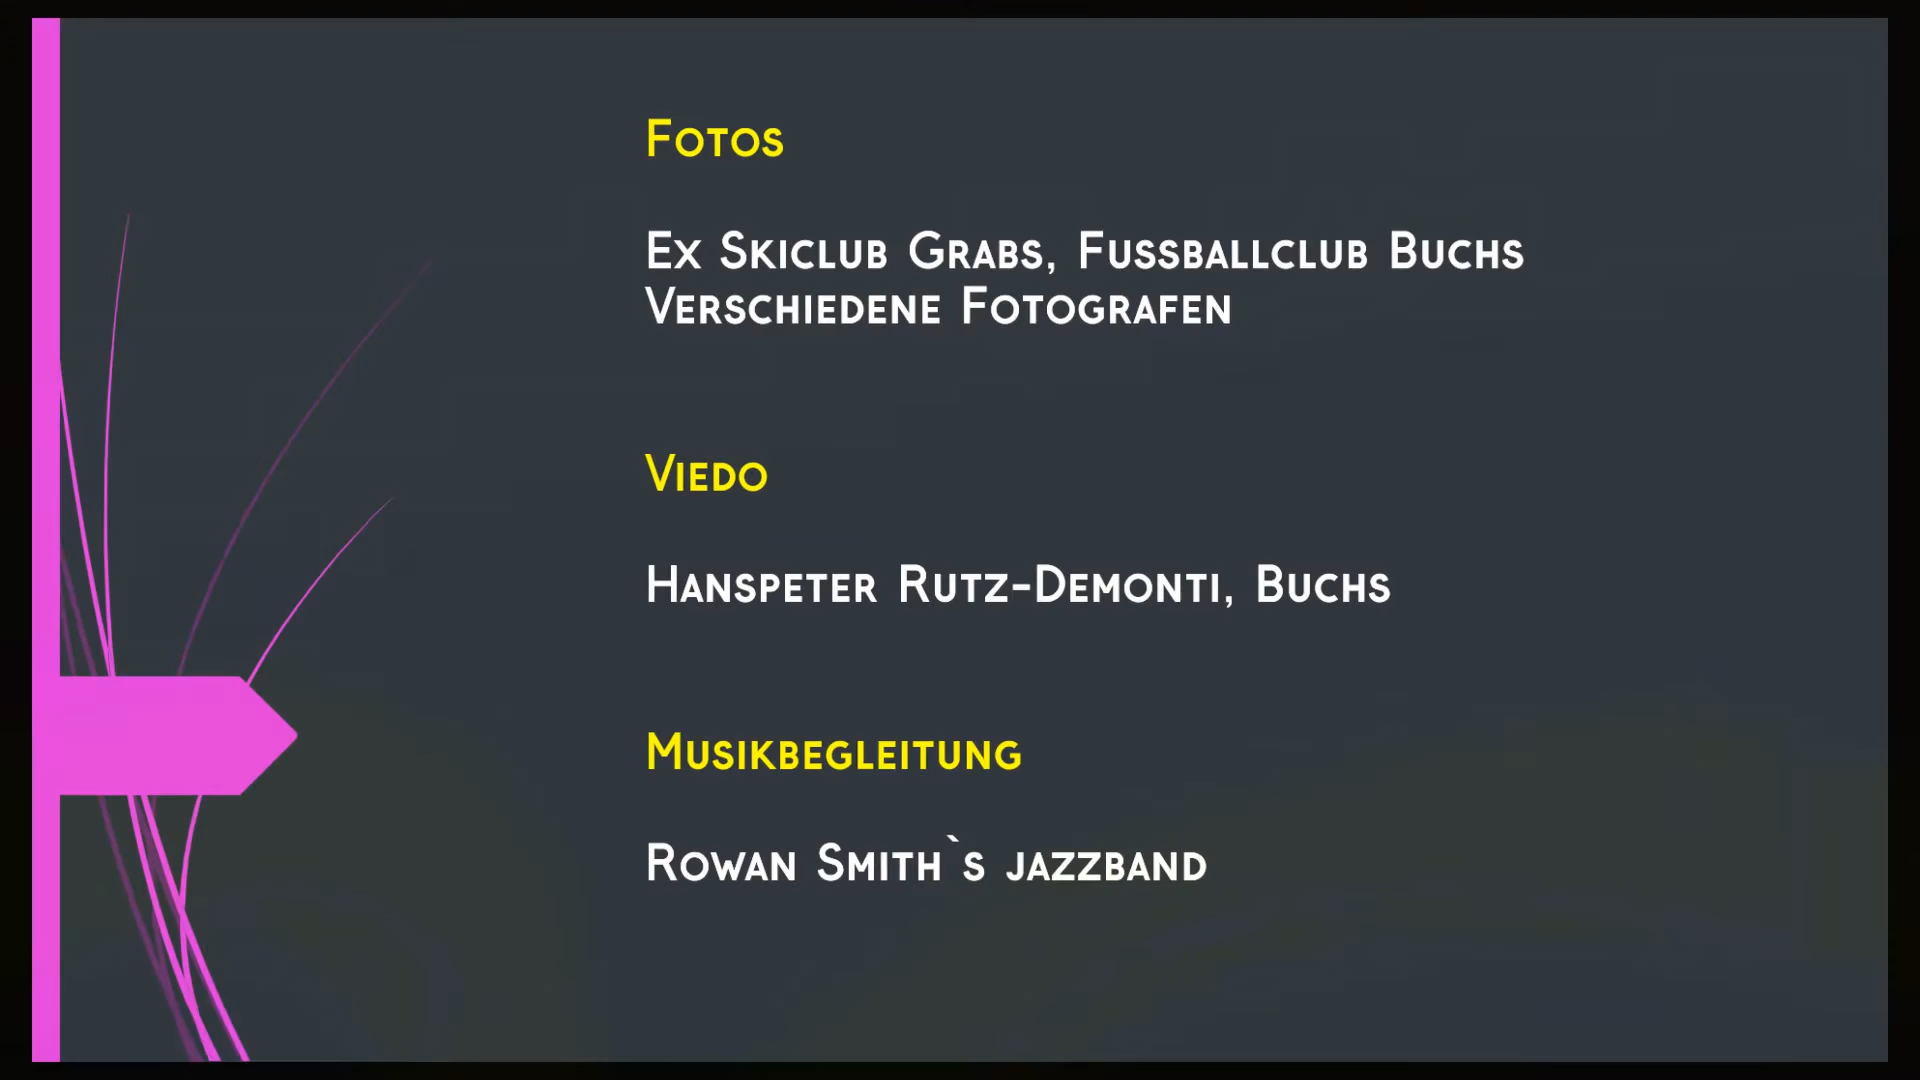 Fotos
Ex Skiclub Grabs, Fussballclub Buchs
Verschiedene Fotografen
Viedo
Hanspeter Rutz-Demonti, Buchs
Musikbegleitung
Rowan Smith`s jazzband